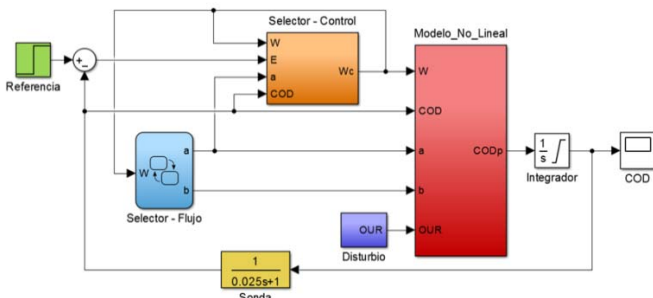 Selector - Control
Modelo_No_Lineal
W
E
a
COD
Wc
Referencia
+
−
W
COD
a
b
OUR
CODp
1
s
Integrador
COD
W
a
b
Selector - Flujo
OUR
Disturbio
1
0.025s+1
Sonda